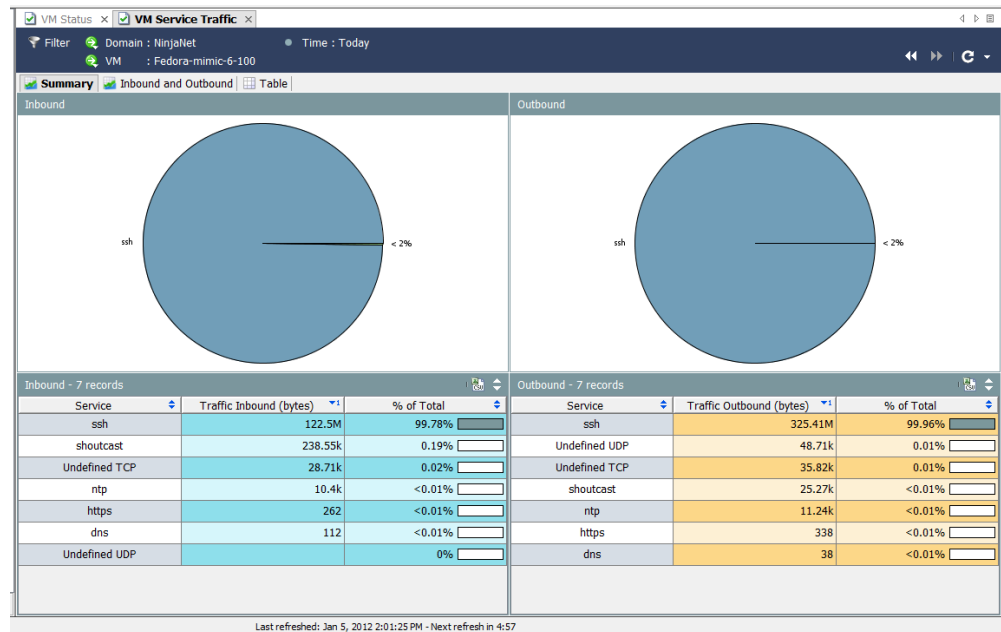 VM Status
VM Service Traffic
Filter
Domain : NinjaNet
Time : Today
VM : Fedora-mimic-6-100
Summary
Inbound and Outbound
Table
Inbound
Outbound
ssh
< 2%
ssh
< 2%
Inbound - 7 records
Service Traffic Inbound (bytes) 1 % of Total
ssh 122.5M 99.78%
shoutcast 238.55k 0.19%
Undefined TCP 28.71k 0.02%
ntp 10.4k <0.01%
https 262 <0.01%
dns 112 <0.01%
Undefined UDP 0%
Outbound - 7 records
Service Traffic Outbound (bytes) 1 % of Total
ssh 325.41M 99.96%
Undefined UDP 48.71k 0.01%
Undefined TCP 35.82k 0.01%
shoutcast 25.27k <0.01%
ntp 11.24k <0.01%
https 338 <0.01%
dns 38 <0.01%
Last refreshed: Jan 5, 2012 2:01:25 PM - Next refresh in 4:57